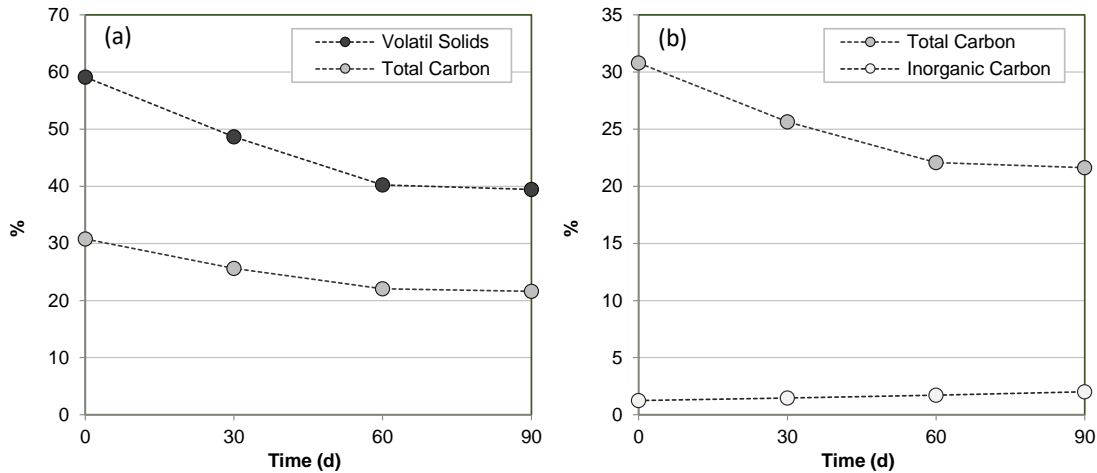 (a)
Volatil Solids
Total Carbon
70
60
50
40
30
20
10
0
%
0 30 60 90
Time (d)
(b)
Total Carbon
Inorganic Carbon
35
30
25
20
15
10
5
0
%
0 30 60 90
Time (d)